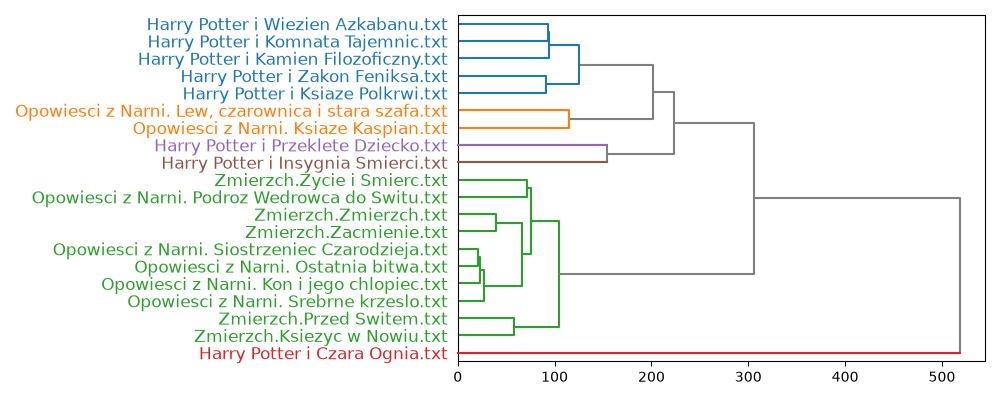 Harry Potter i Wiezien Azkabanu.txt
Harry Potter i Komnata Tajemnic.txt
Harry Potter i Kamien Filozoficzny.txt
Harry Potter i Zakon Feniksa.txt
Harry Potter i Ksiaze Polkrwi.txt
Opowiesci z Narni. Lew, czarownica i stara szafa.txt
Opowiesci z Narni. Ksiaze Kaspian.txt
Harry Potter i Przeklete Dziecko.txt
Harry Potter i Insygnia Smierci.txt
Zmierzch.Zycie i Smierc.txt
Opowiesci z Narni. Podroz Wedrowca do Switu.txt
Zmierzch.Zmierzch.txt
Zmierzch.Zacmienie.txt
Opowiesci z Narni. Siostrzeniec Czarodzieja.txt
Opowiesci z Narni. Ostatnia bitwa.txt
Opowiesci z Narni. Kon i jego chlopiec.txt
Opowiesci z Narni. Srebrne krzeslo.txt
Zmierzch.Przed Switem.txt
Zmierzch.Ksiezyc w Nowiu.txt
Harry Potter i Czara Ognia.txt
0 100 200 300 400 500